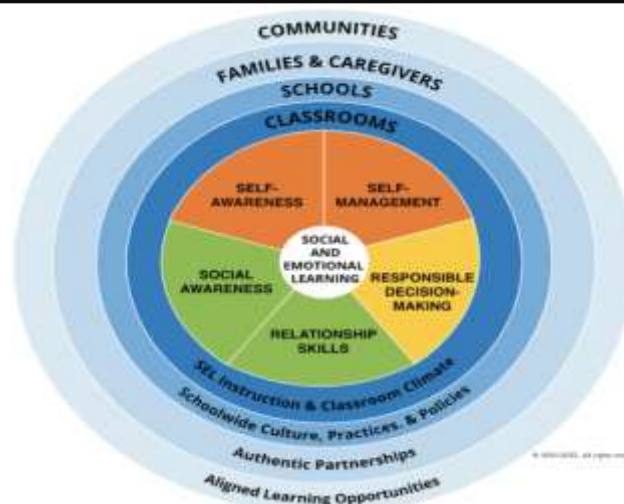 COMMUNITIES
FAMILIES & CAREGIVERS
SCHOOLS
CLASSROOMS
SELF-
AWARENESS
SELF-
MANAGEMENT
SOCIAL
AND
EMOTIONAL
LEARNING
SOCIAL
AWARENESS
RESPONSIBLE
DECISION-
MAKING
RELATIONSHIP
SKILLS
SEL Instruction & Classroom Climate
Schoolwide Culture, Practices, & Policies
Authentic Partnerships
Aligned Learning Opportunities